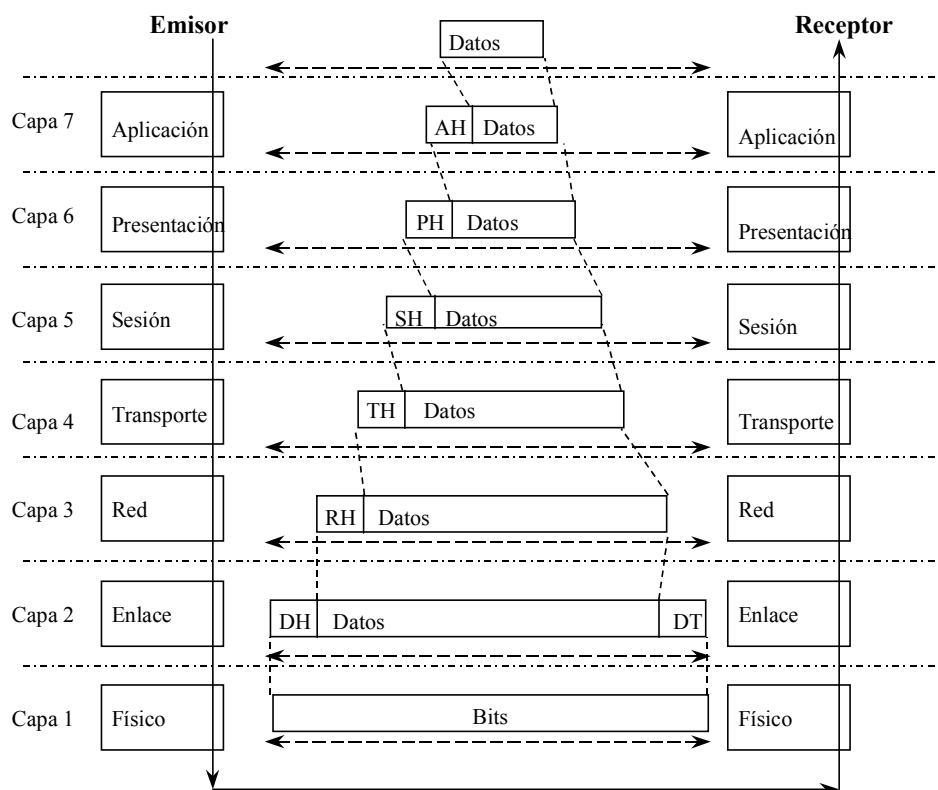 Emisor Datos Receptor
Capa 7 Aplicación AH Datos Aplicación
Capa 6 Presentación PH Datos Presentación
Capa 5 Sesión SH Datos Sesión
Capa 4 Transporte TH Datos Transporte
Capa 3 Red RH Datos Red
Capa 2 Enlace DH Datos DT Enlace
Capa 1 Físico Bits Físico